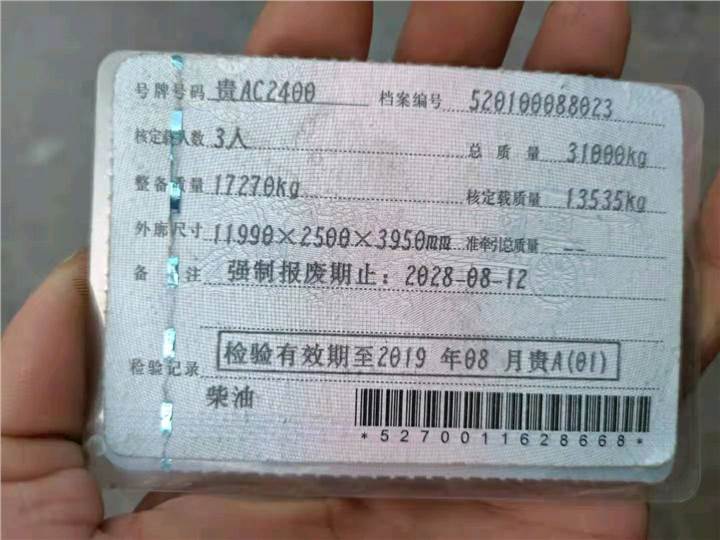 号牌号码 贵AC2400 档案编号 520100088023
核定载人数 3人 总质量 31000kg
整备质量 17270kg 核定载质量 13535kg
外廓尺寸 11990×2500×3950mm 准牵引总质量 --
备注 强制报废期止：2028-08-12
检验记录 检验有效期至2019 年08 月贵A(01)
柴油
*5270011628668*